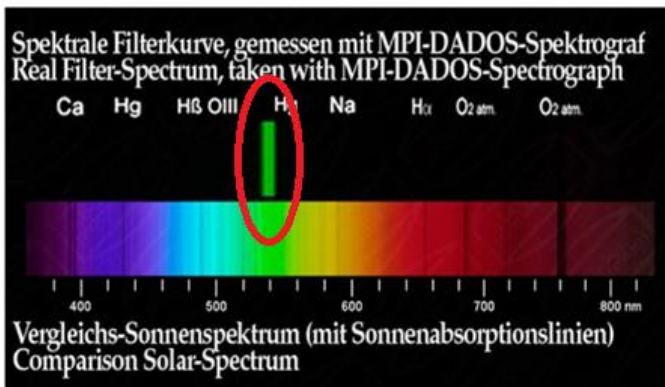 Spektrale Filterkurve, gemessen mit MPI-DADOS-Spektrograf
Real Filter-Spectrum, taken with MPI-DADOS-Spectrograph
Ca Hg Hß OIII Hg Na Hα O2 atm. O2 atm.
400 500 600 700 800 nm
Vergleichs-Sonnenspektrum (mit Sonnenabsorptionslinien)
Comparison Solar-Spectrum